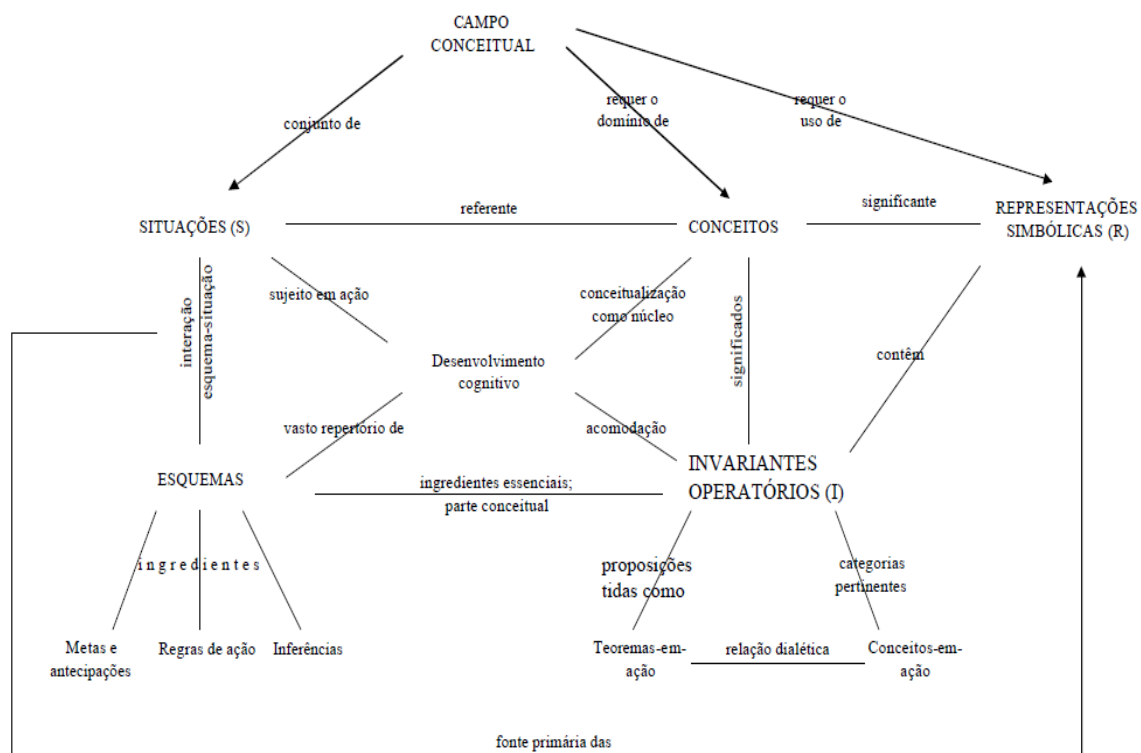 CAMPO
CONCEITUAL
conjunto de
requer o
domínio de
requer o
uso de
SITUAÇÕES (S)
referente
CONCEITOS
significante
REPRESENTAÇÕES
SIMBÓLICAS (R)
interação
esquema-situação
sujeito em ação
conceitualização
como núcleo
significados
contêm
Desenvolvimento
cognitivo
vasto repertório de
acomodação
ESQUEMAS
ingredientes essenciais;
parte conceitual
INVARIANTES
OPERATÓRIOS (I)
ingredientes
proposições
tidas como
categorias
pertinentes
Metas e
antecipações
Regras de ação
Inferências
Teoremas-em-
ação
relação dialética
Conceitos-em-
ação
fonte primária das